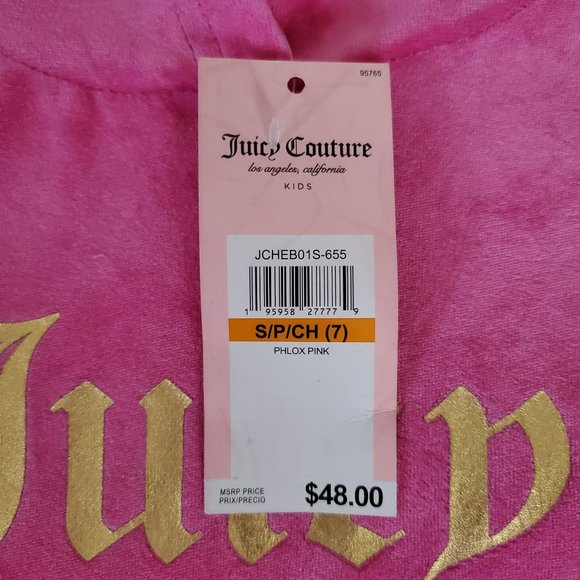 95765
Juicy Couture
los angeles, california
KIDS
JCHEB01S-655
1 95958 27777 9
S/P/CH (7)
PHLOX PINK
MSRP PRICE
PRIX/PRECIO
$48.00
Juicy